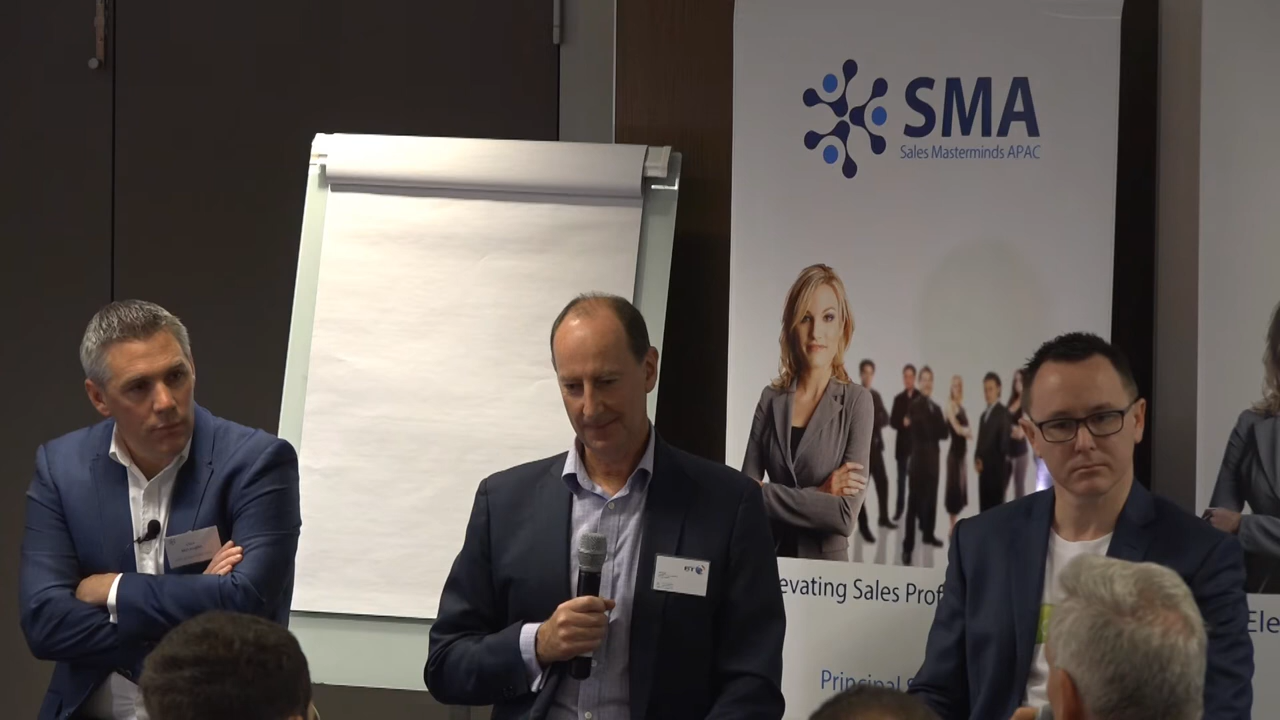 SMA
Sales Masterminds APAC
evating Sales Prof
Principal S
Ele